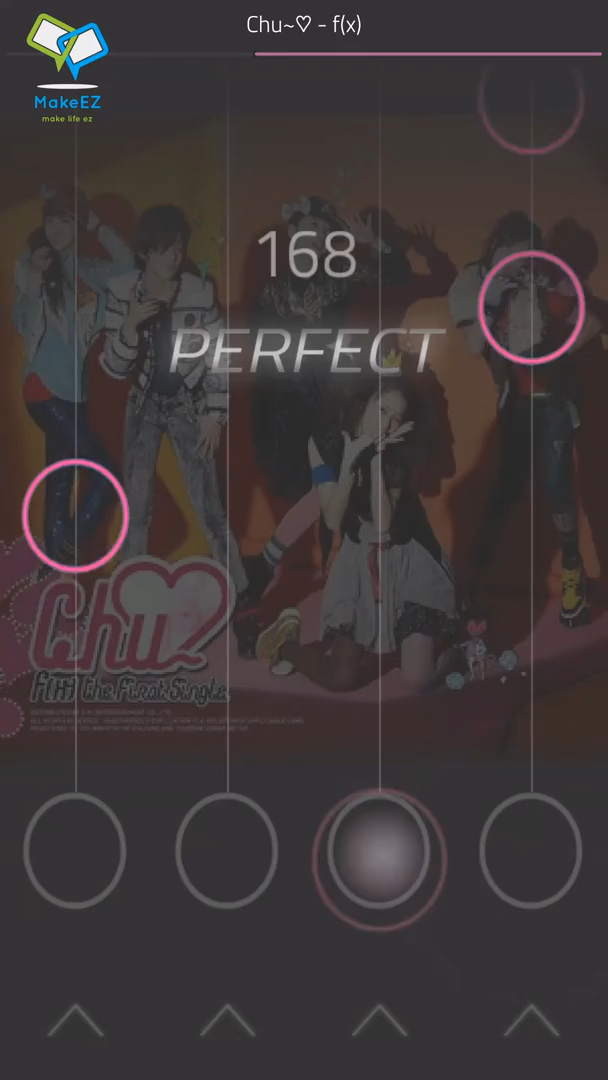 Chu~♡ - f(x)
MakeEZ
make life ez
168
PERFECT
Chu
f(x) the First Single